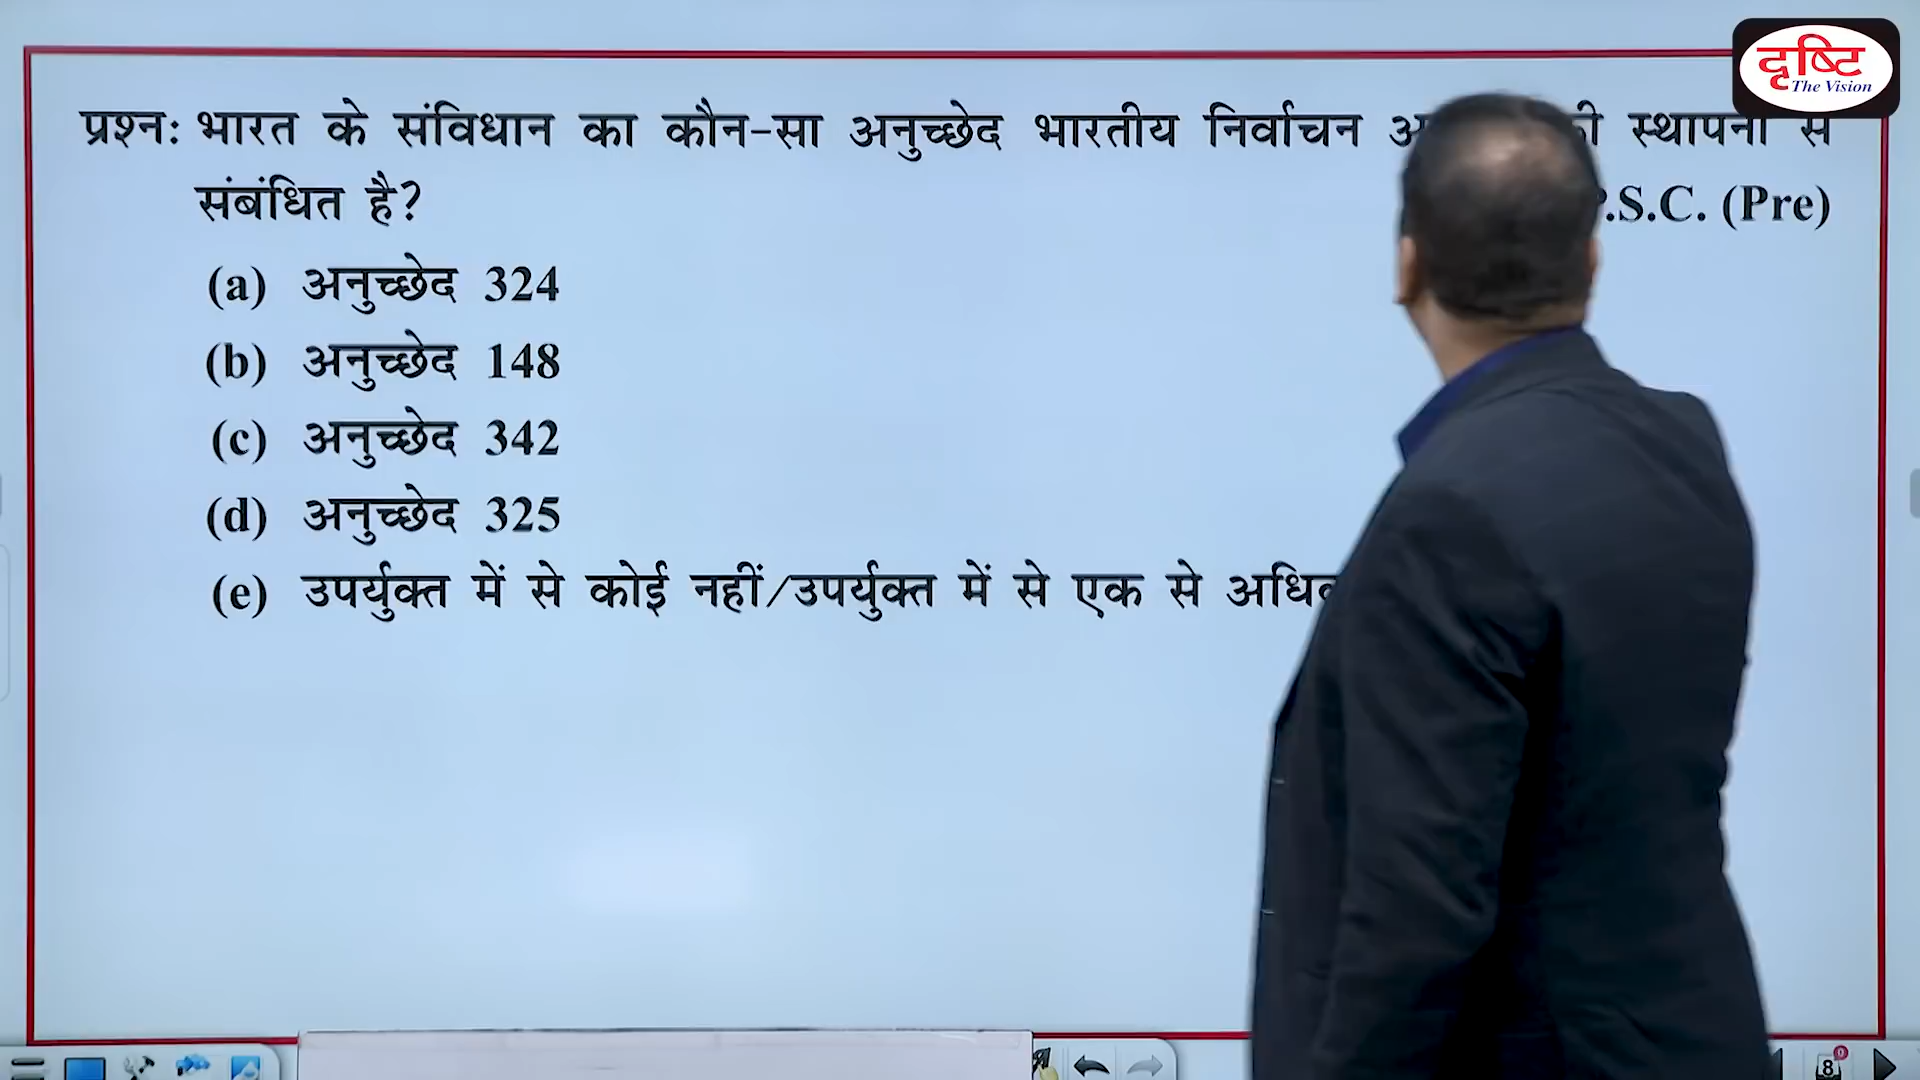 दृष्टि
The Vision
प्रश्न: भारत के संविधान का कौन-सा अनुच्छेद भारतीय निर्वाचन स्थापना से
संबंधित है? .S.C. (Pre)
(a) अनुच्छेद 324
(b) अनुच्छेद 148
(c) अनुच्छेद 342
(d) अनुच्छेद 325
(e) उपर्युक्त में से कोई नहीं/उपर्युक्त में से एक से
8